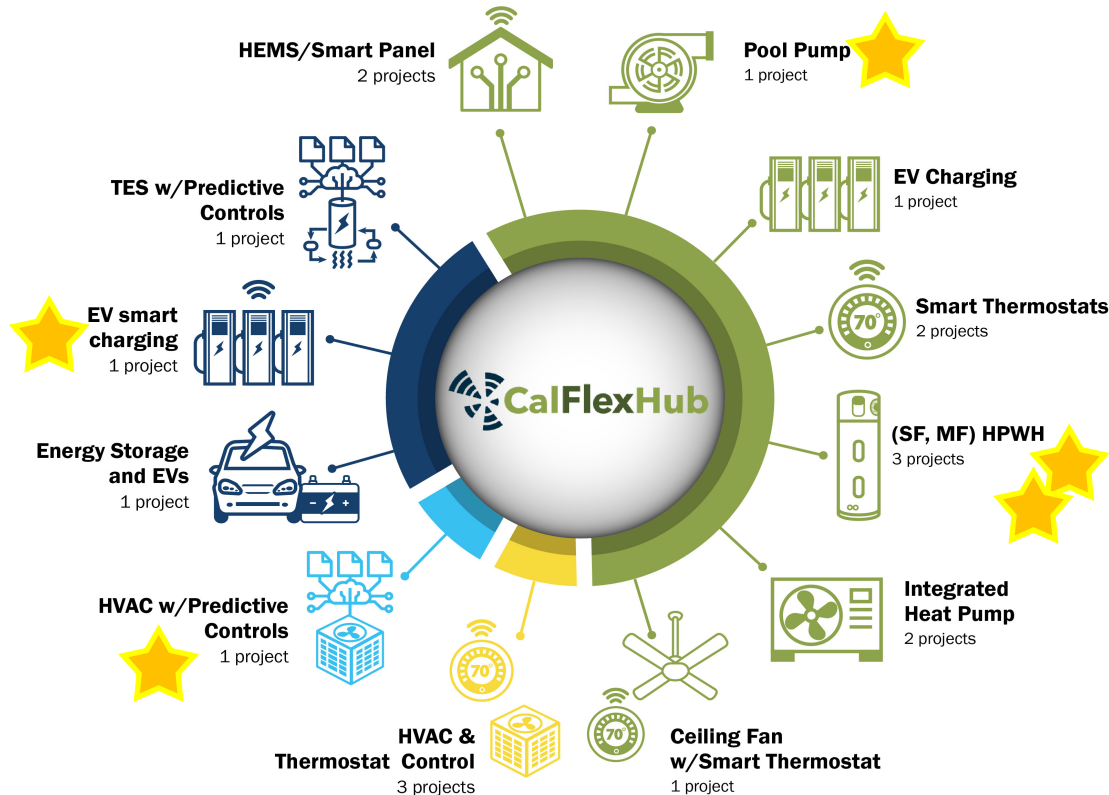 HEMS/Smart Panel
2 projects
Pool Pump
1 project
TES w/Predictive
Controls
1 project
EV Charging
1 project
EV smart
charging
1 project
Smart Thermostats
2 projects
70°
CalFlexHub
Energy Storage
and EVs
1 project
(SF, MF) HPWH
3 projects
HVAC w/Predictive
Controls
1 project
Integrated
Heat Pump
2 projects
70°
HVAC &
Thermostat Control
3 projects
70°
Ceiling Fan
w/Smart Thermostat
1 project